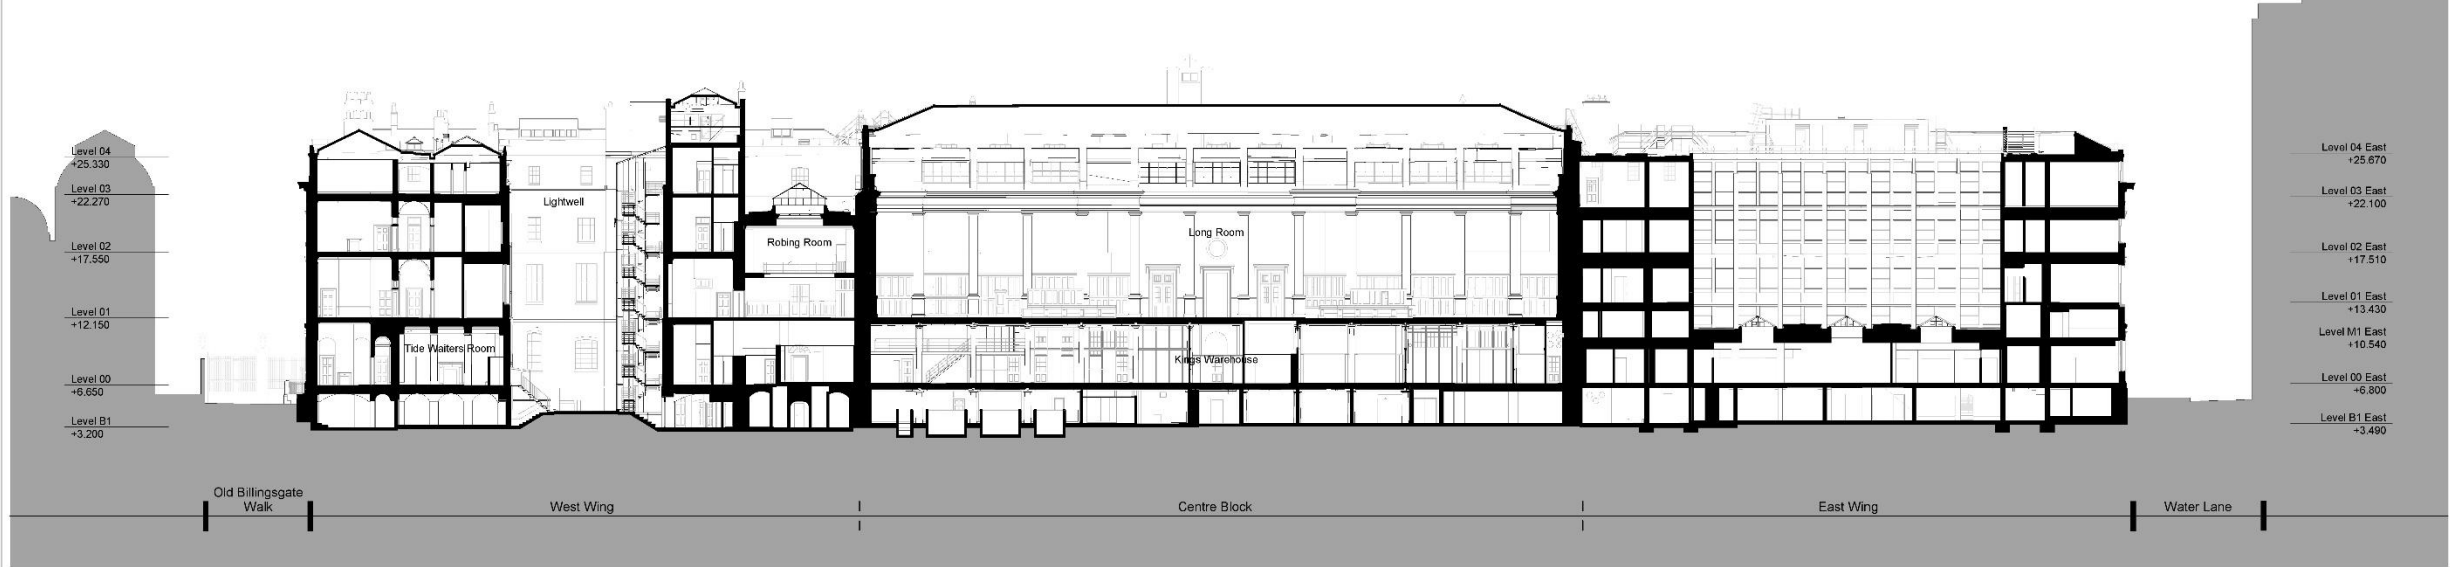 Level 04
+25.330
Level 03
+22.270
Level 02
+17.550
Level 01
+12.150
Level 00
+6.650
Level B1
+3.200
Lightwell
Tide Waiters Room
Robing Room
Long Room
Kings Warehouse
Level 04 East
+25.670
Level 03 East
+22.100
Level 02 East
+17.510
Level 01 East
+13.430
Level M1 East
+10.540
Level 00 East
+6.800
Level B1 East
+3.490
Old Billingsgate
Walk
West Wing
Centre Block
East Wing
Water Lane